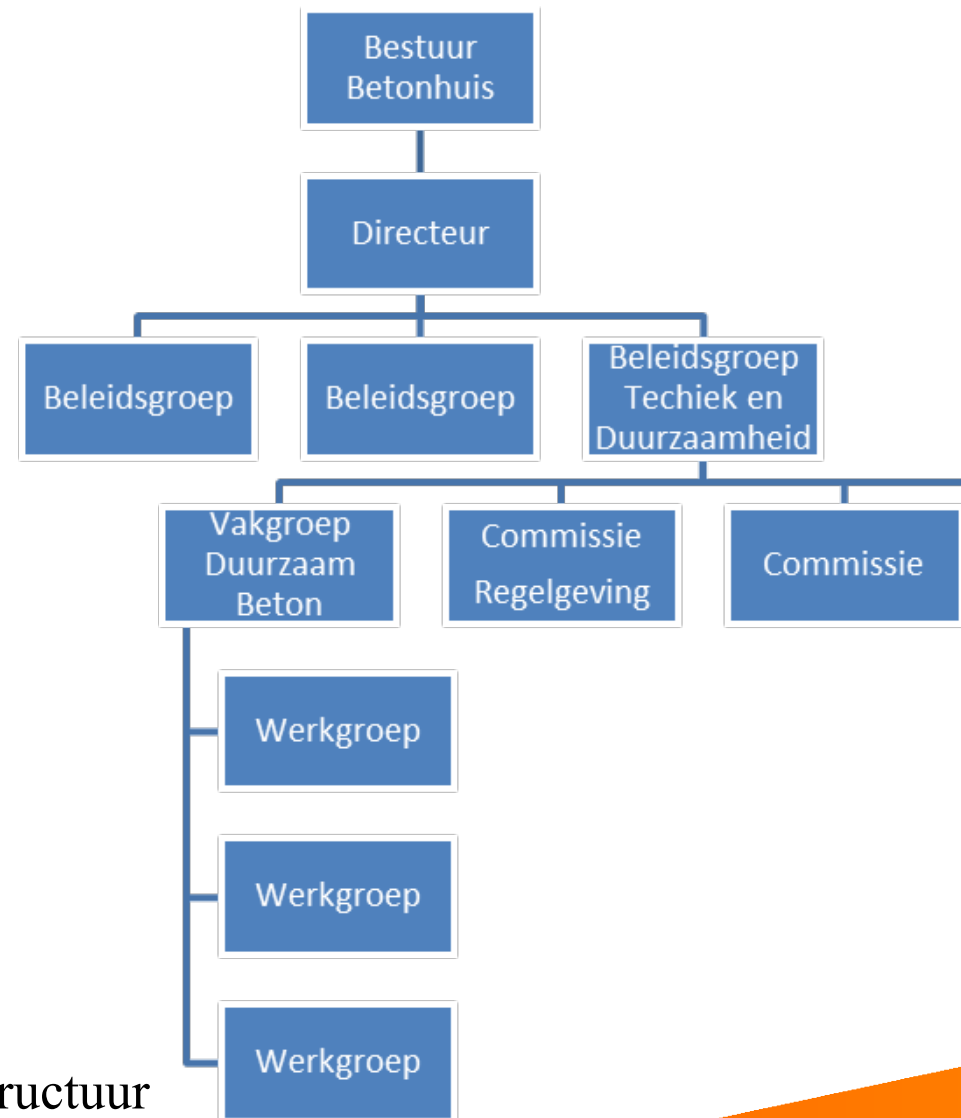 Bestuur
Betonhuis
Directeur
Beleidsgroep
Beleidsgroep
Beleidsgroep
Techiek en
Duurzaamheid
Vakgroep
Duurzaam
Beton
Commissie
Regelgeving
Commissie
Werkgroep
Werkgroep
Werkgroep
ructuur